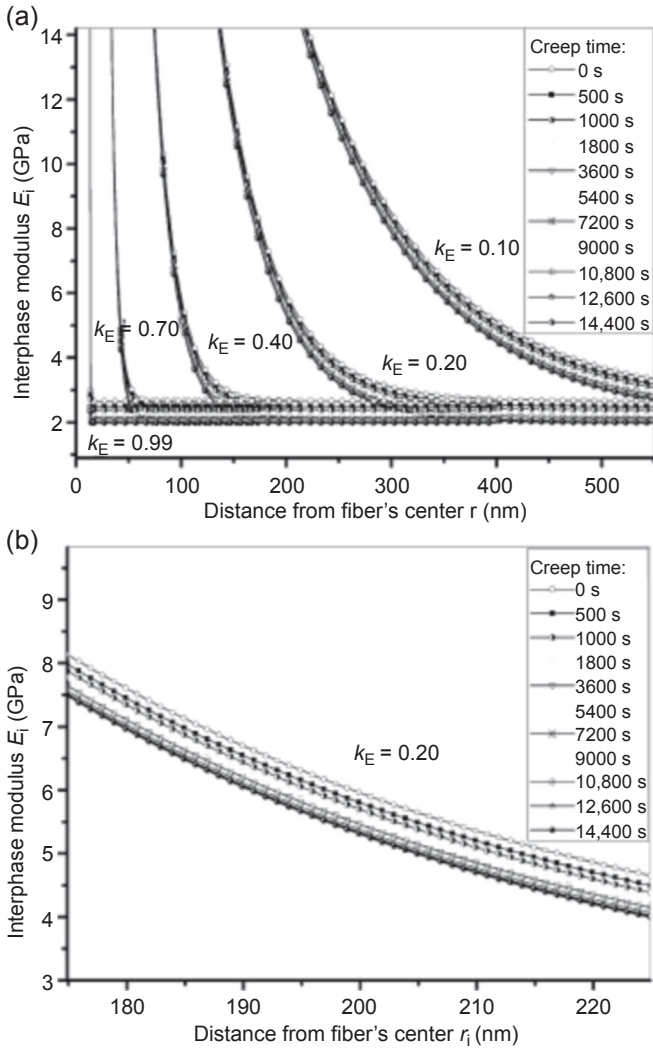 (a)
14
12
10
8
6
4
2
Interphase modulus Ei (GPa)
kE = 0.70
kE = 0.40
kE = 0.20
kE = 0.10
kE = 0.99
Creep time:
0 s
500 s
1000 s
1800 s
3600 s
5400 s
7200 s
9000 s
10,800 s
12,600 s
14,400 s
0 100 200 300 400 500
Distance from fiber's center r (nm)
(b)
9
8
7
6
5
4
3
Interphase modulus Ei (GPa)
kE = 0.20
Creep time:
0 s
500 s
1000 s
1800 s
3600 s
5400 s
7200 s
9000 s
10,800 s
12,600 s
14,400 s
180 190 200 210 220
Distance from fiber's center ri (nm)